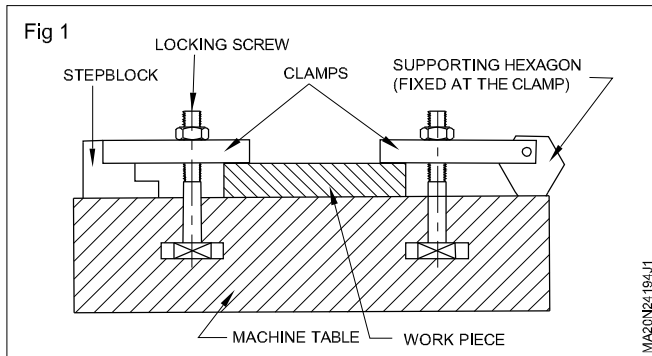 Fig 1
LOCKING SCREW
STEPBLOCK
CLAMPS
SUPPORTING HEXAGON
(FIXED AT THE CLAMP)
MACHINE TABLE
WORK PIECE
MA20N24194J1